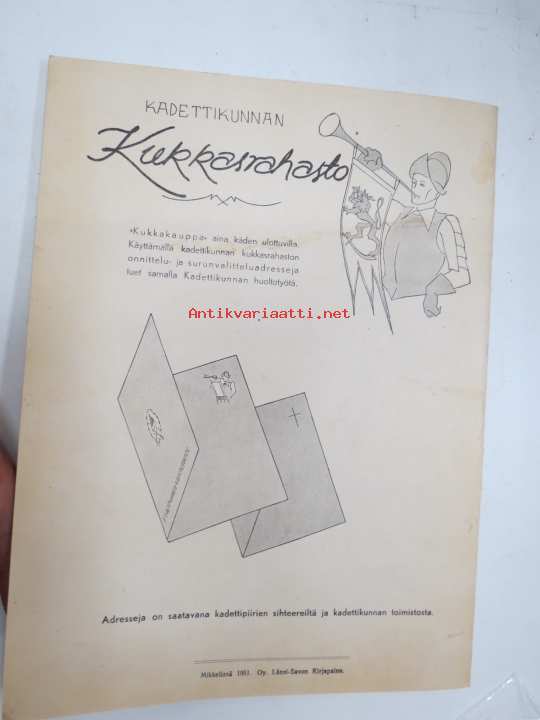 KADETTIKUNNAN
Kukkasrahasto
»Kukkakauppa» aina käden ulottuvilla.
Käyttämällä kadettikunnan kukkasrahaston
onnittelu- ja surunvalitteluadresseja
tuet samalla Kadettikunnan huoltotyötä.
Antikvariaatti.net
Adresseja on saatavana kadettipiirien sihteereiltä ja kadettikunnan toimistosta.
Mikkelissä 1951. Oy. Länsi-Savon Kirjapaino.